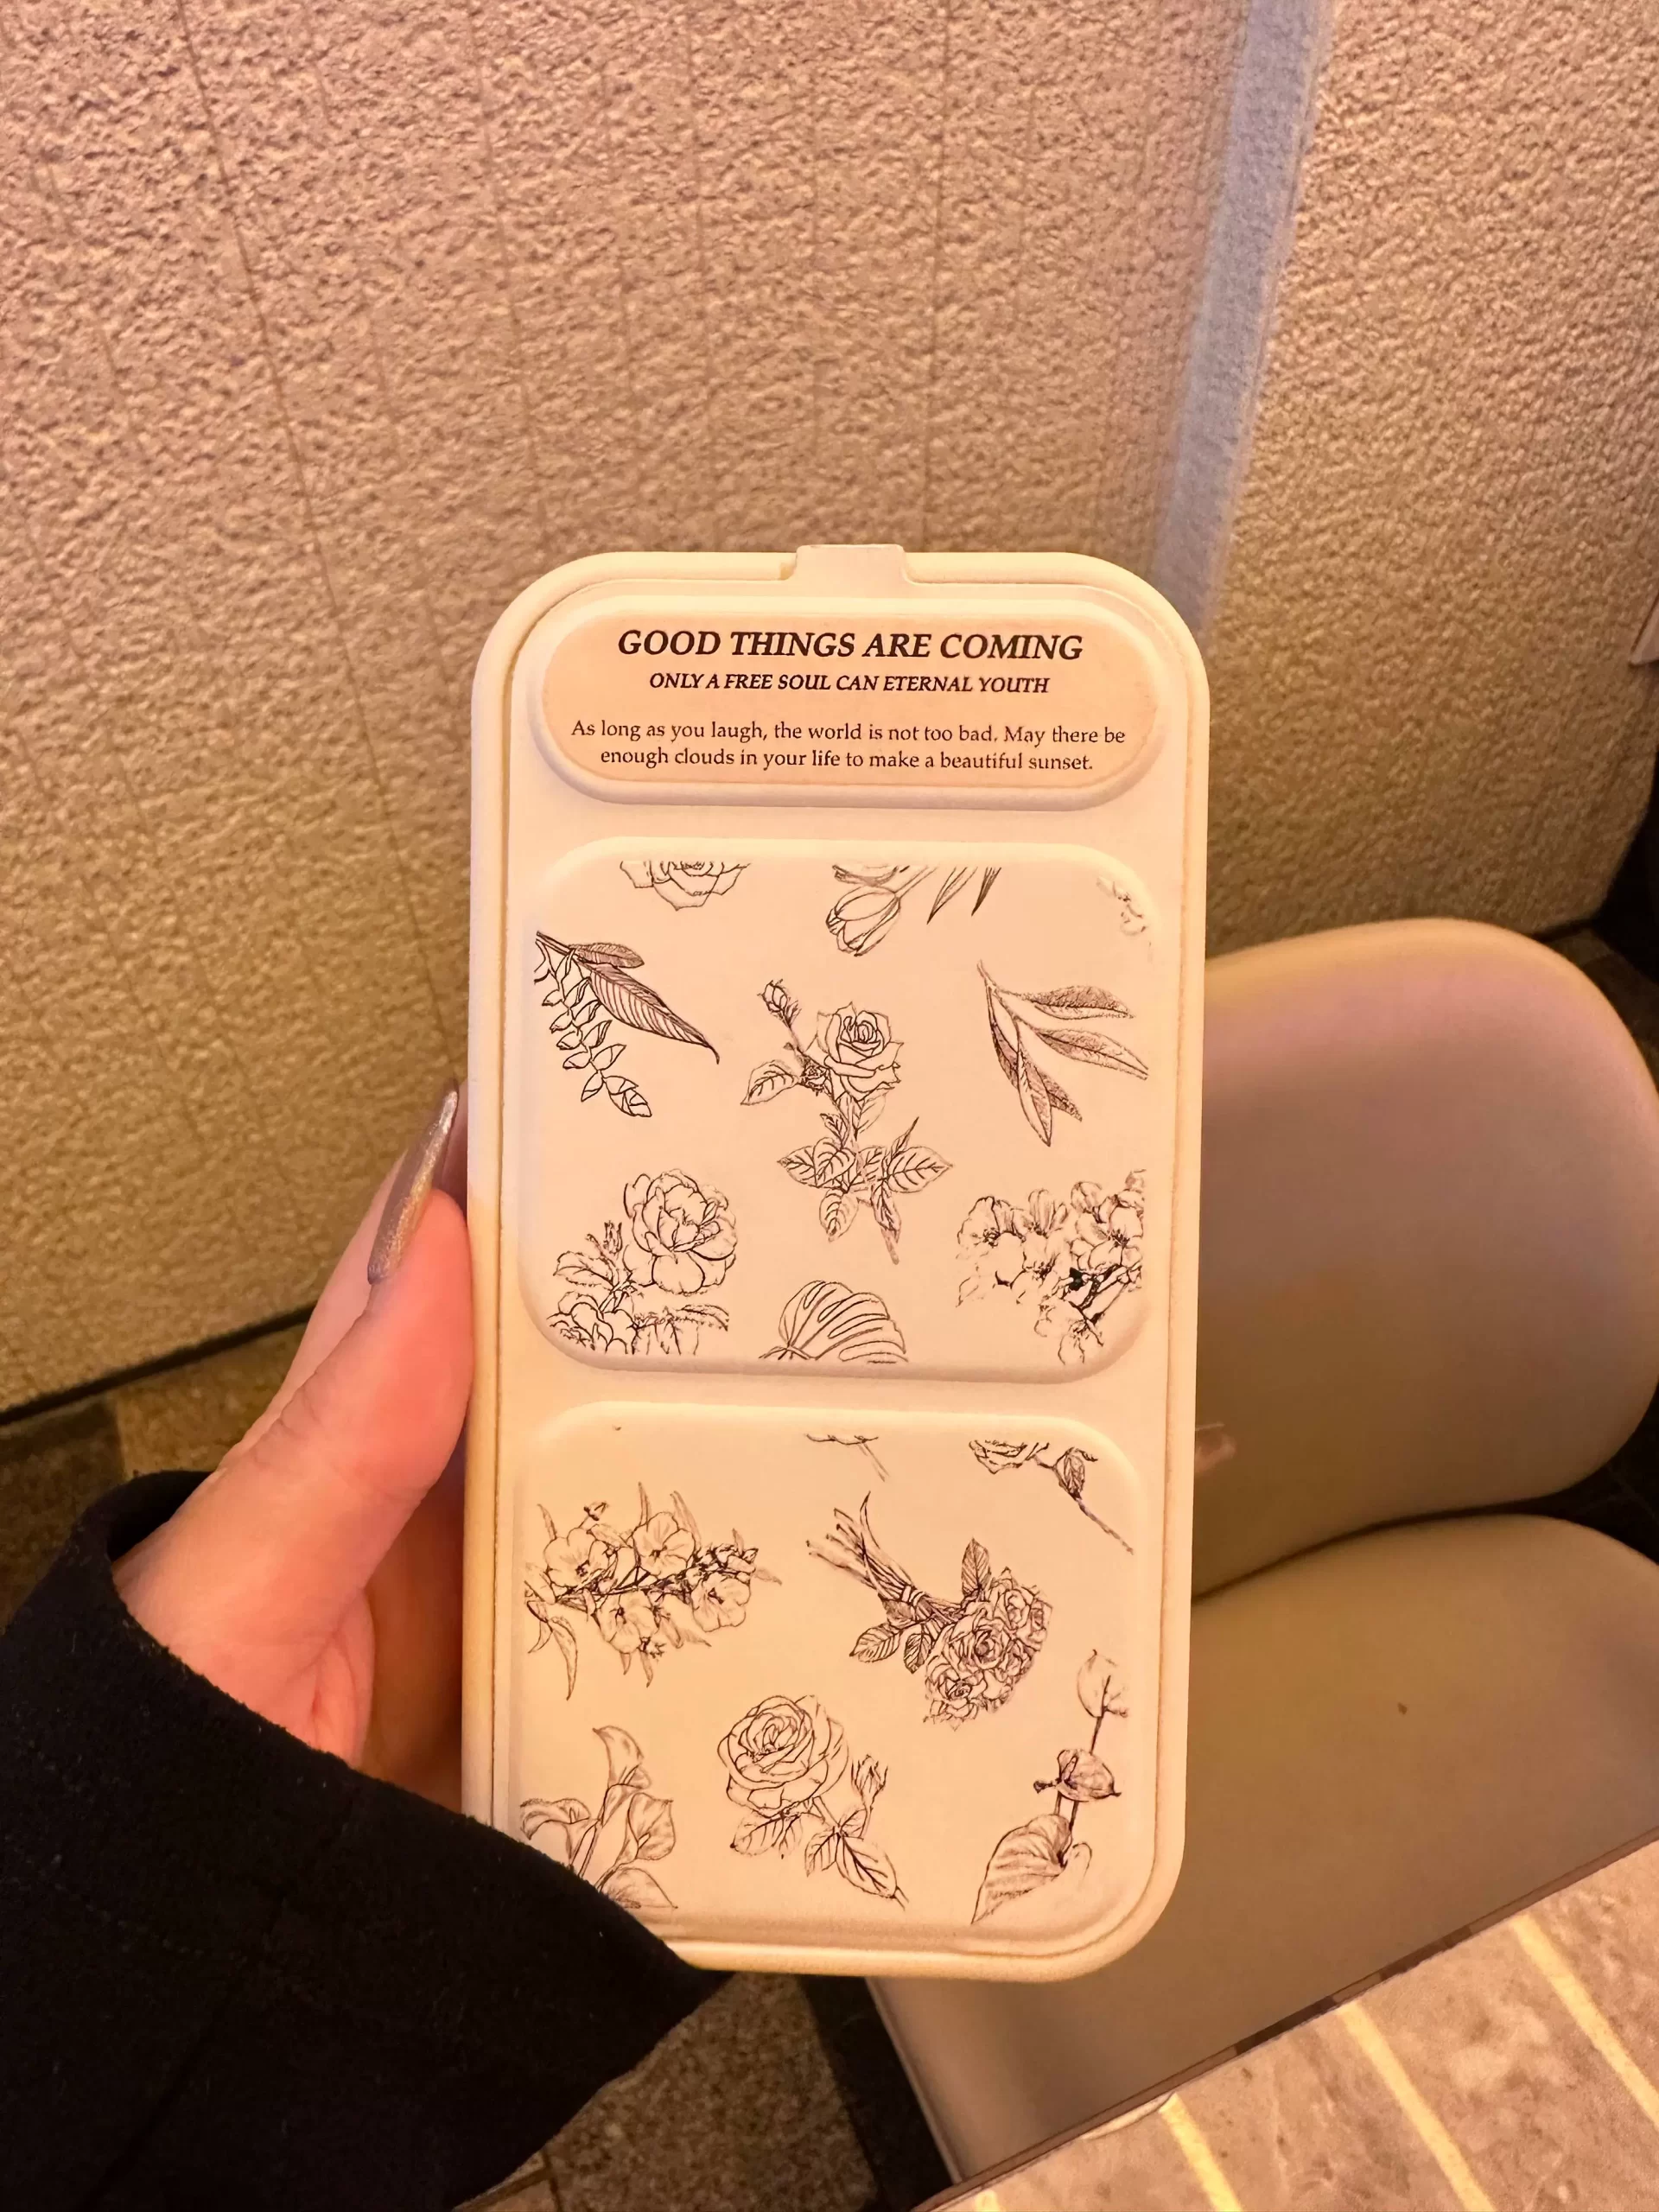 GOOD THINGS ARE COMING
ONLY A FREE SOUL CAN ETERNAL YOUTH
As long as you laugh, the world is not too bad. May there be
enough clouds in your life to make a beautiful sunset.